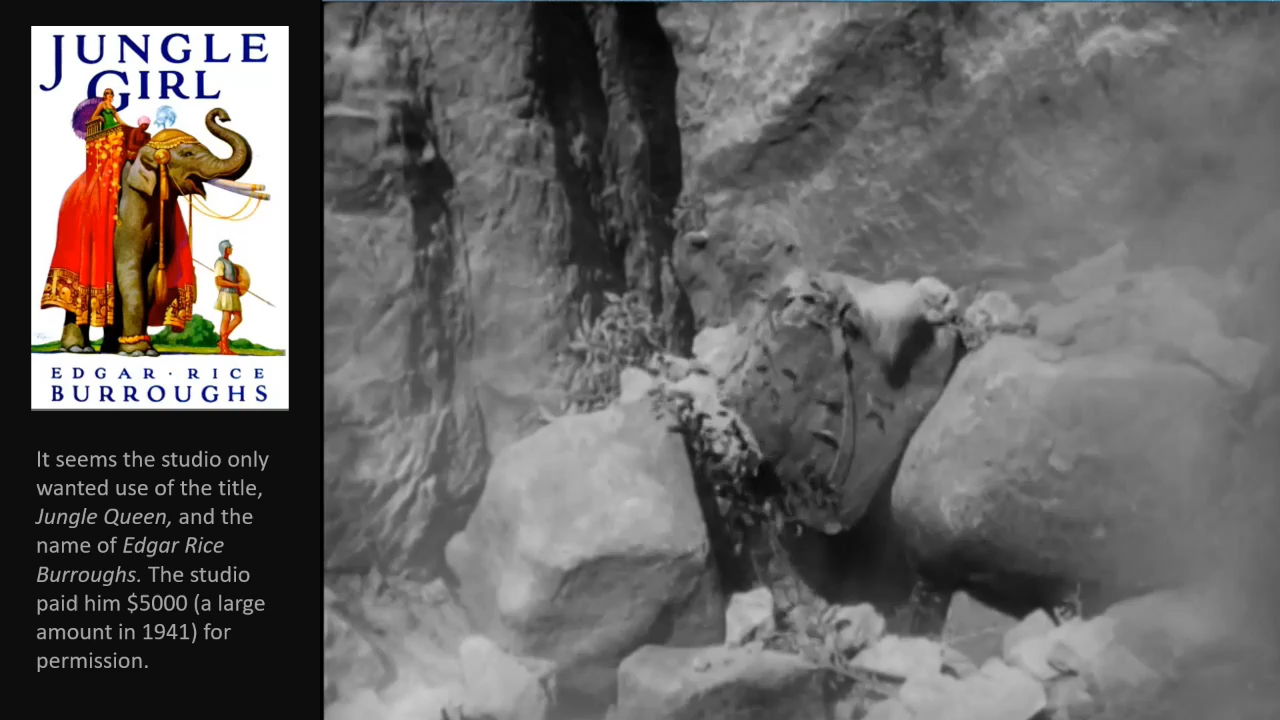 JUNGLE
GIRL
EDGAR · RICE
BURROUGHS
It seems the studio only
wanted use of the title,
Jungle Queen, and the
name of Edgar Rice
Burroughs. The studio
paid him $5000 (a large
amount in 1941) for
permission.